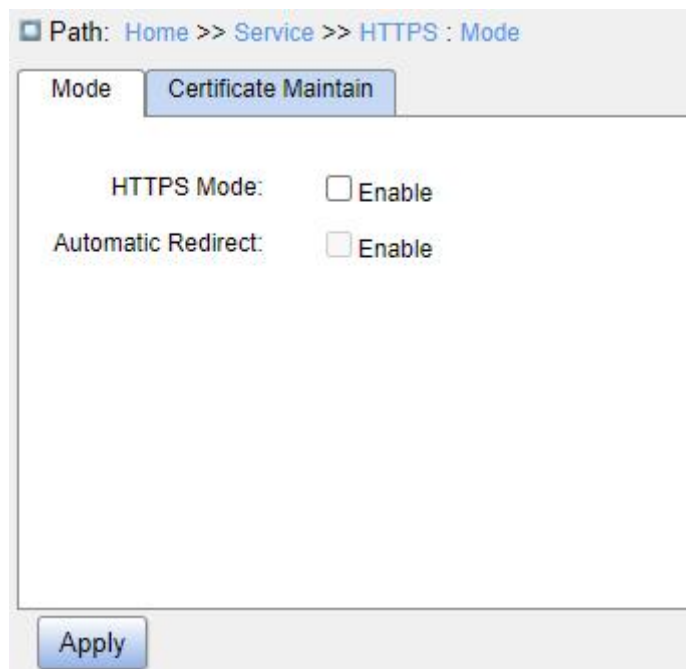 Path: Home >> Service >> HTTPS : Mode
Mode Certificate Maintain
HTTPS Mode: Enable
Automatic Redirect: Enable
Apply